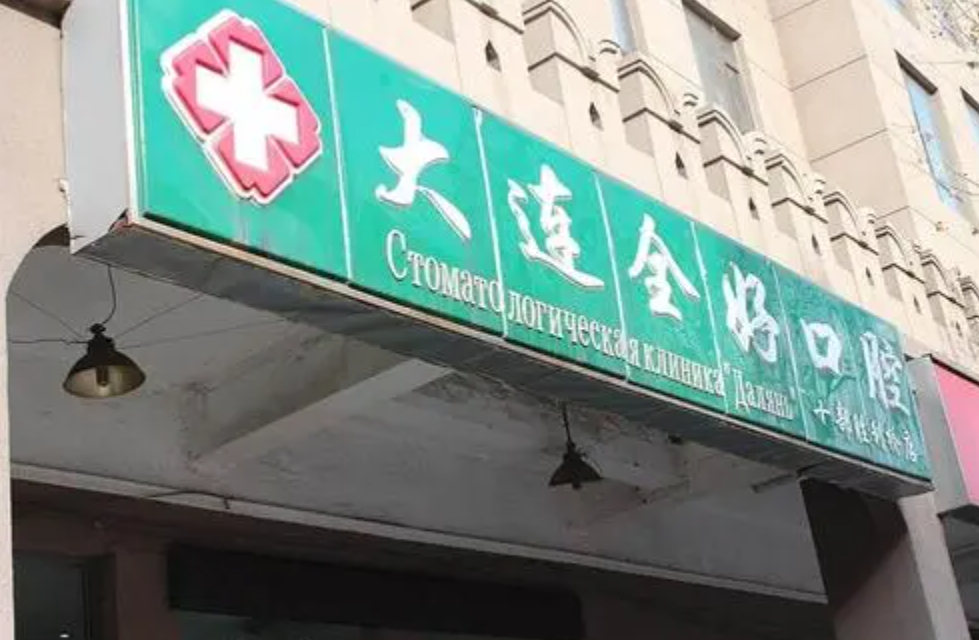 大连全好口腔
Стоматологическая клиника "Далянь"